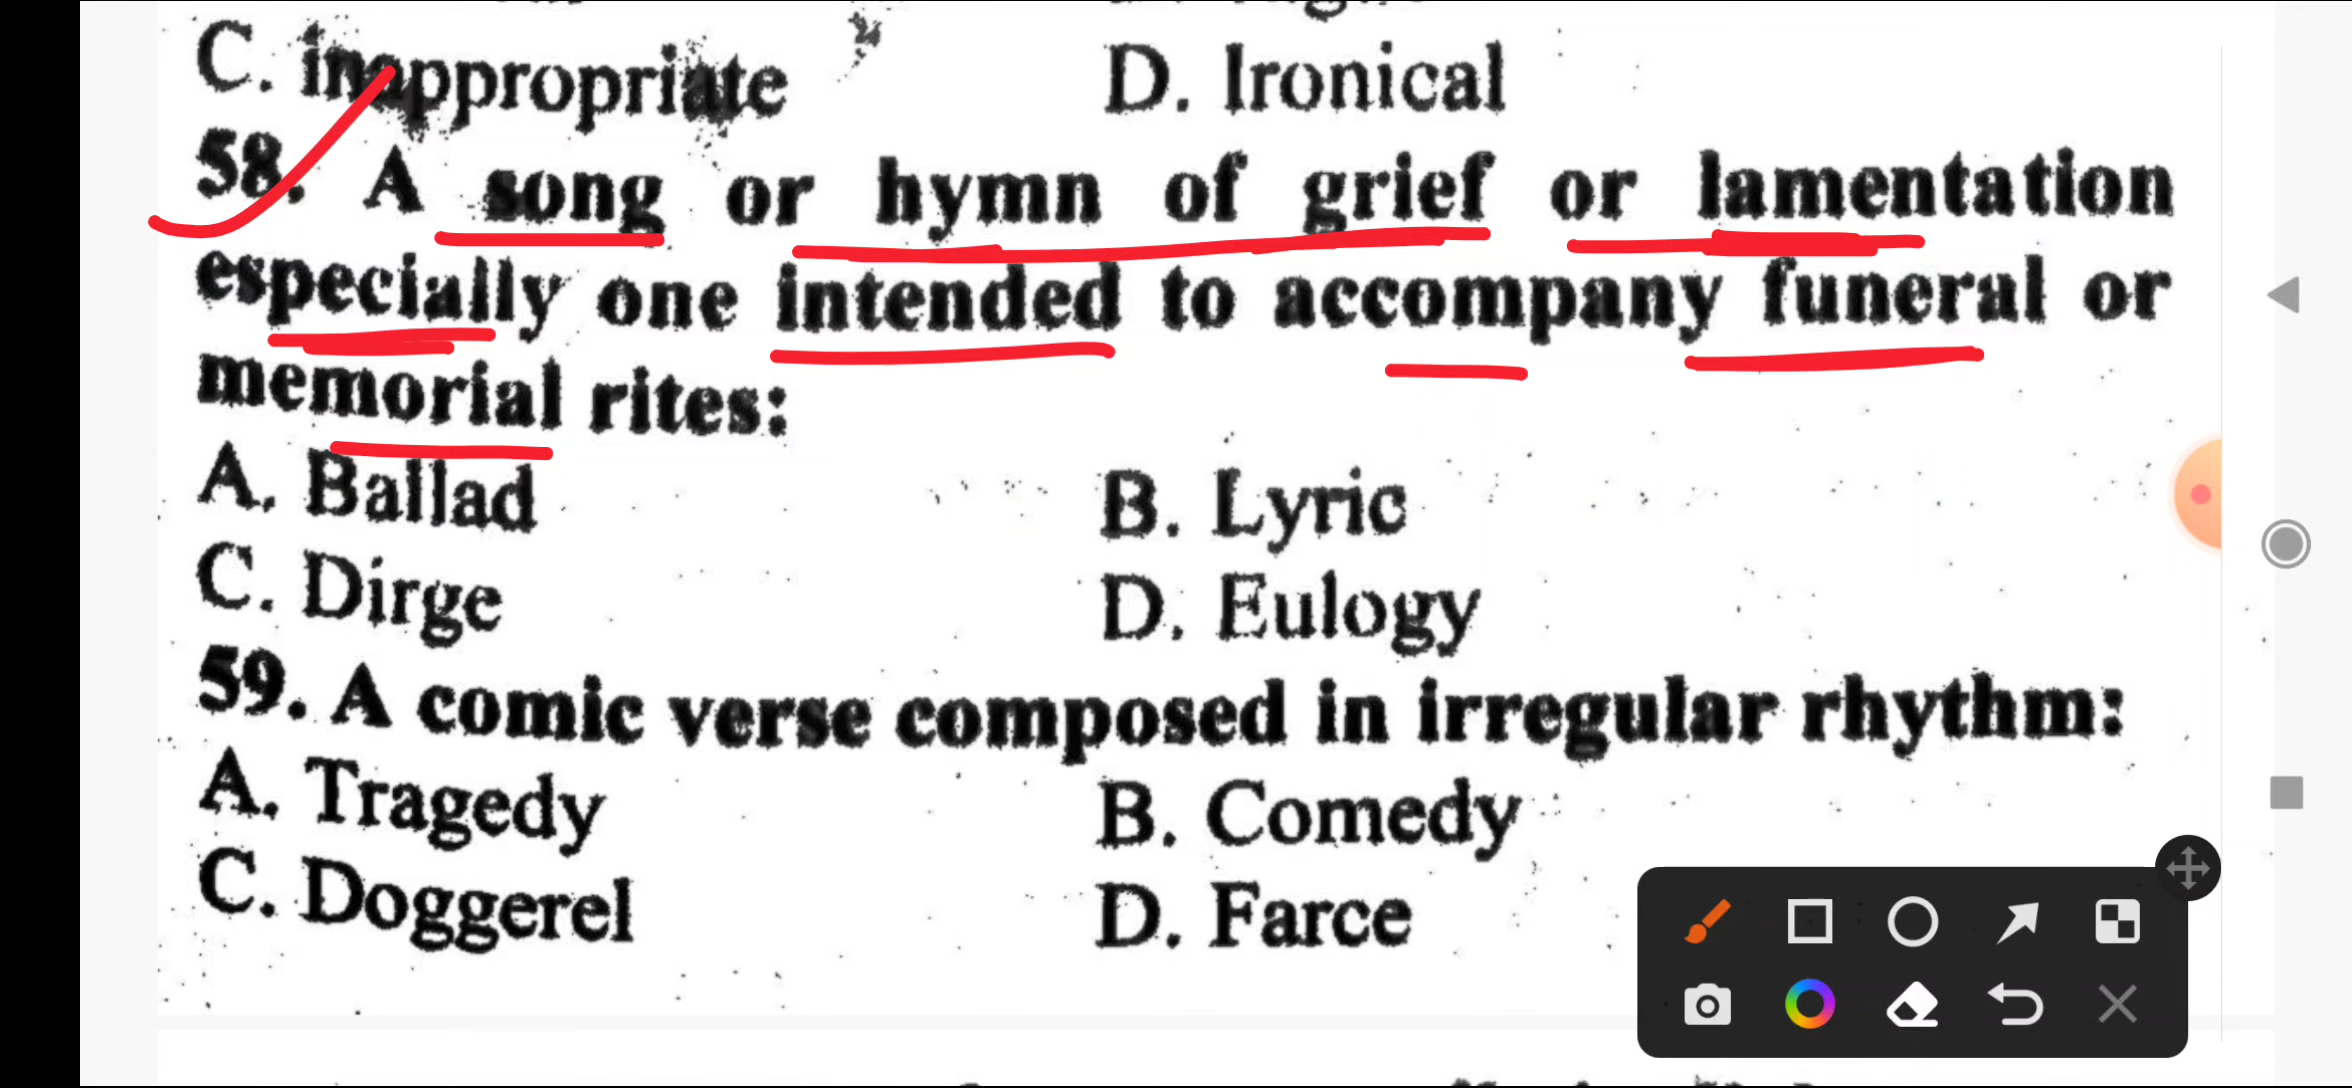 C. inappropriate D. Ironical
58. A song or hymn of grief or lamentation
especially one intended to accompany funeral or
memorial rites:
A. Ballad B. Lyric
C. Dirge D. Eulogy
59. A comic verse composed in irregular rhythm:
A. Tragedy B. Comedy
C. Doggerel D. Farce